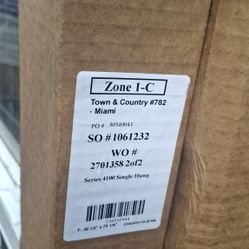 Zone 1-C
Town & Country #782
- Miami
PO # 50540041
SO #1061232
WO #
2701358 2of2
Series 4100 Single Hung